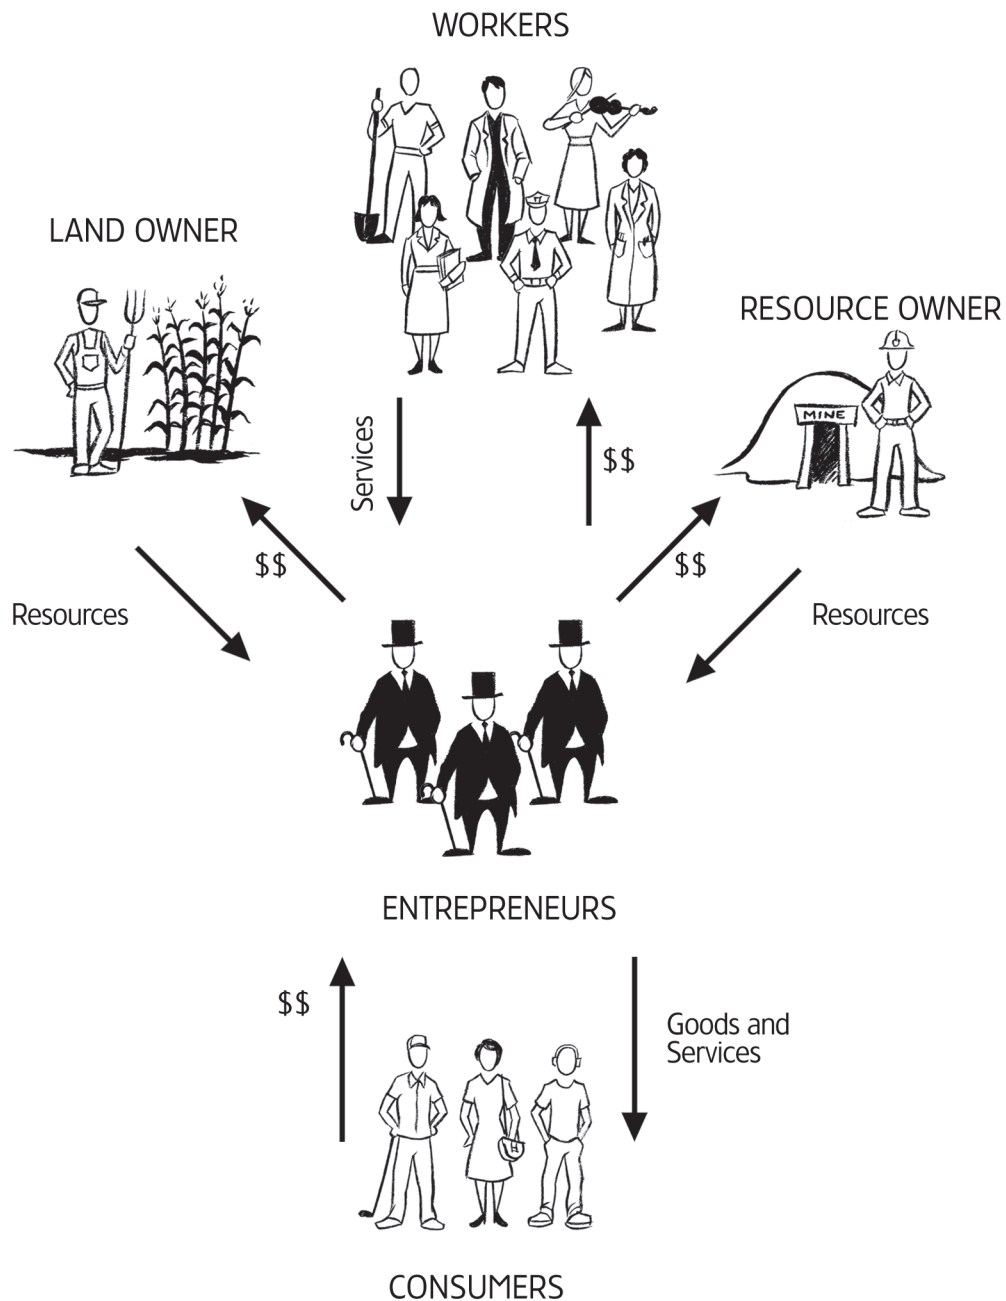 WORKERS
LAND OWNER
RESOURCE OWNER
MINE
Services
$$
$$
$$
Resources
Resources
ENTREPRENEURS
$$
Goods and
Services
CONSUMERS